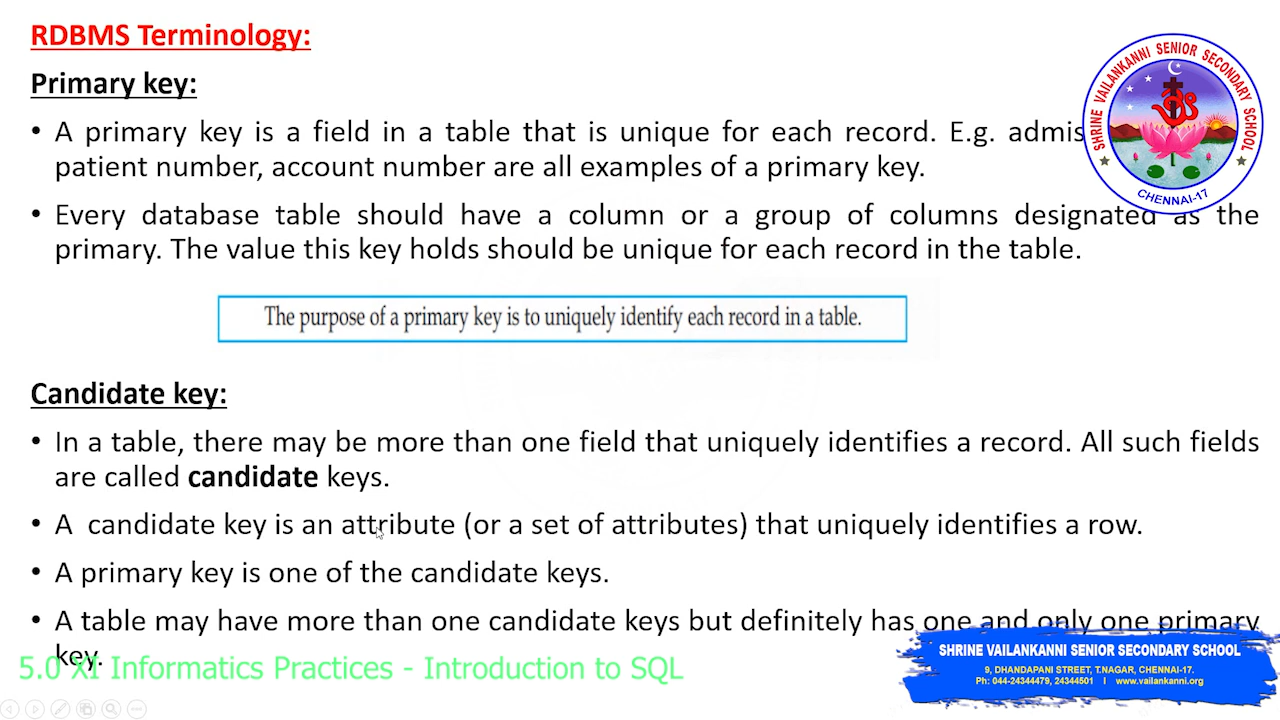 RDBMS Terminology:
Primary key:
• A primary key is a field in a table that is unique for each record. E.g. admis
patient number, account number are all examples of a primary key.
• Every database table should have a column or a group of columns designated as the
primary. The value this key holds should be unique for each record in the table.
The purpose of a primary key is to uniquely identify each record in a table.
Candidate key:
• In a table, there may be more than one field that uniquely identifies a record. All such fields
are called candidate keys.
• A candidate key is an attribute (or a set of attributes) that uniquely identifies a row.
• A primary key is one of the candidate keys.
• A table may have more than one candidate keys but definitely has one and only one primary
key.
5.0 XI Informatics Practices - Introduction to SQL
SHRINE VAILANKANNI SENIOR SECONDARY SCHOOL
CHENNAI-17
SHRINE VAILANKANNI SENIOR SECONDARY SCHOOL
9, DHANDAPANI STREET, T.NAGAR, CHENNAI-17.
Ph: 044-24344479, 24344501 I www.vailankanni.org